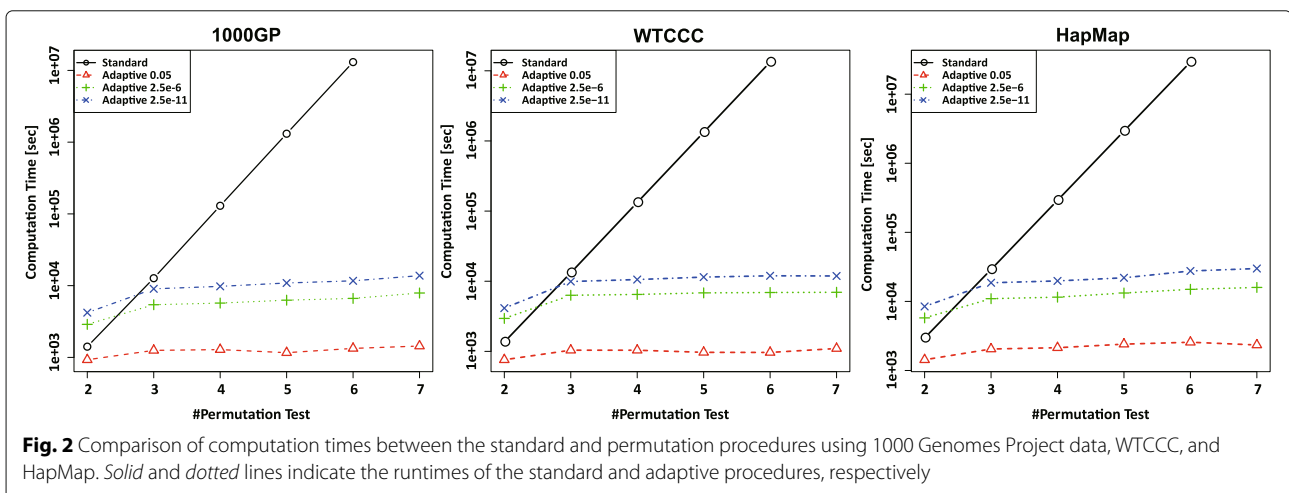 1000GP
Standard
Adaptive 0.05
Adaptive 2.5e-6
Adaptive 2.5e-11
Computation Time [sec]
1e+07
1e+06
1e+05
1e+04
1e+03
2 3 4 5 6 7
#Permutation Test
WTCCC
Standard
Adaptive 0.05
Adaptive 2.5e−6
Adaptive 2.5e−11
Computation Time [sec]
1e+07
1e+06
1e+05
1e+04
1e+03
2 3 4 5 6 7
#Permutation Test
HapMap
Standard
Adaptive 0.05
Adaptive 2.5e−6
Adaptive 2.5e−11
Computation Time [sec]
1e+07
1e+06
1e+05
1e+04
1e+03
2 3 4 5 6 7
#Permutation Test
Fig. 2 Comparison of computation times between the standard and permutation procedures using 1000 Genomes Project data, WTCCC, and
HapMap. Solid and dotted lines indicate the runtimes of the standard and adaptive procedures, respectively